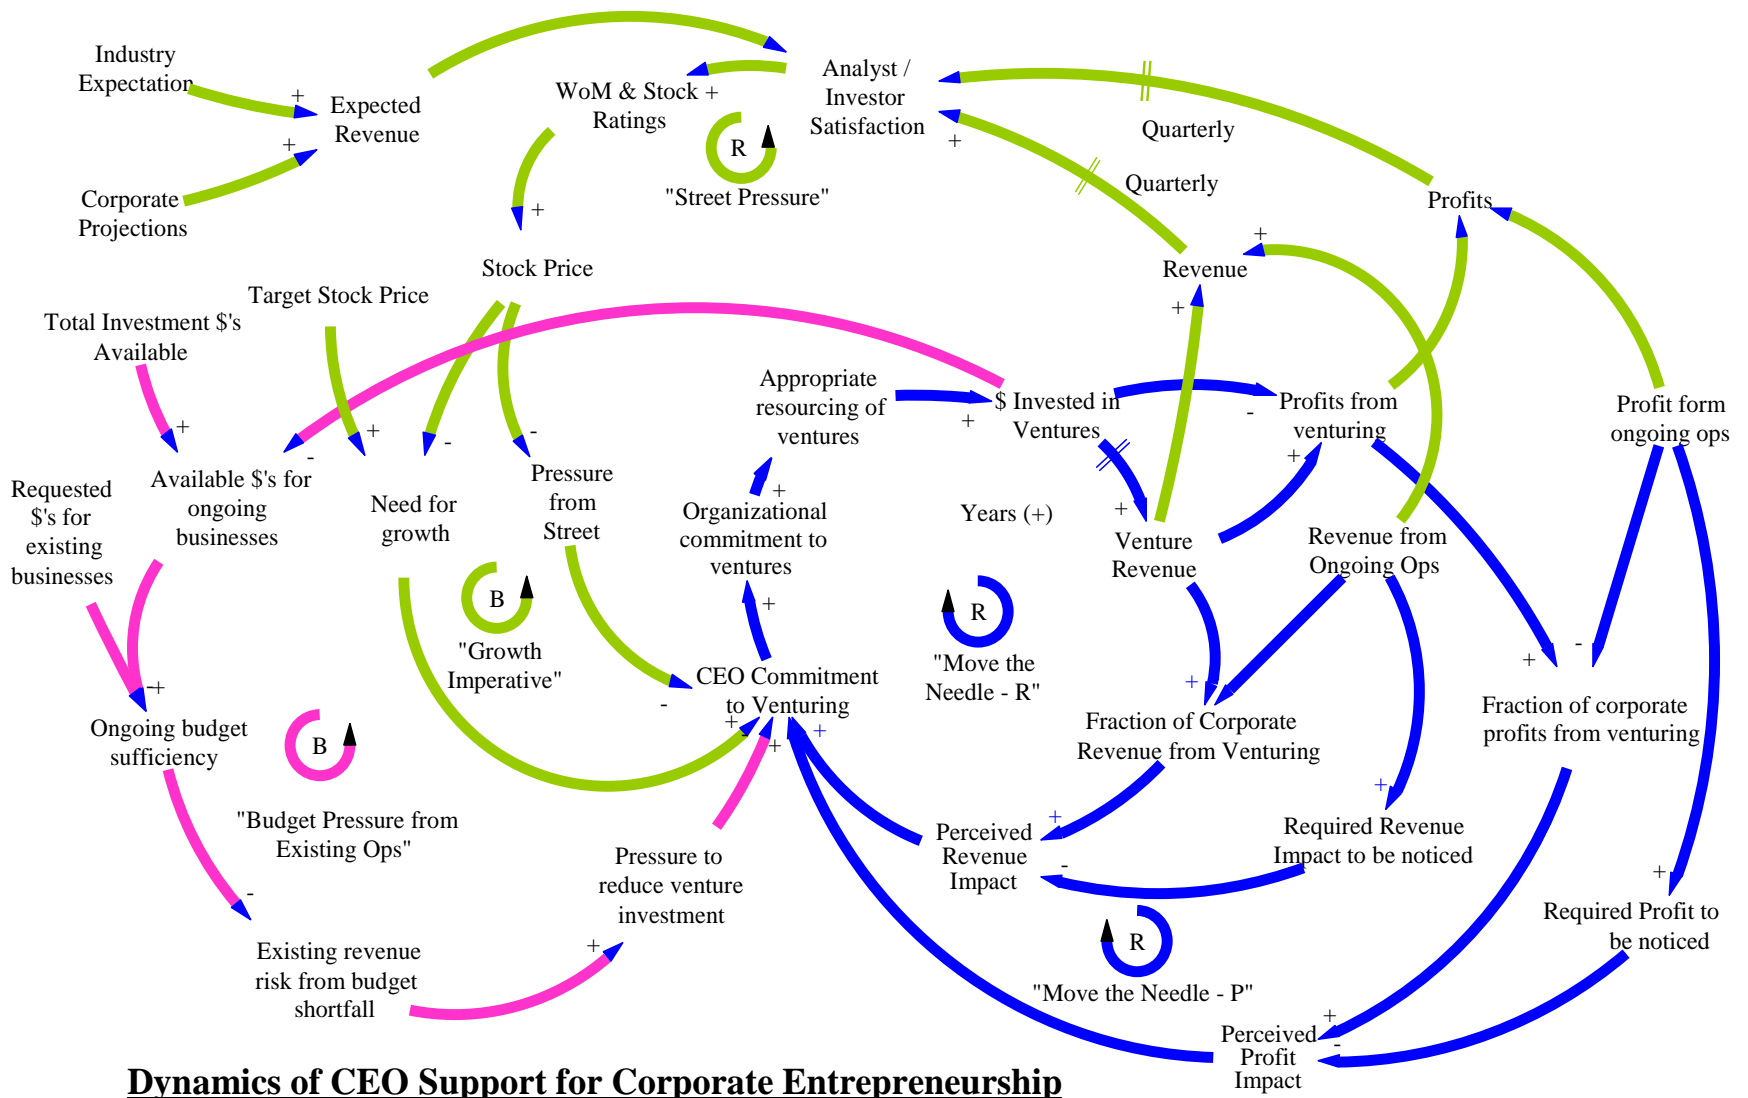 Industry
Expectation
+
Expected
Revenue
+
Corporate
Projections
WoM & Stock +
Ratings
R
"Street Pressure"
Analyst /
Investor
Satisfaction
+
Quarterly
Quarterly
Profits
+
Stock Price
+
Revenue
+
Target Stock Price
Total Investment $'s
Available
+
-
+
-
-
Available $'s for
ongoing
businesses
Requested
$'s for
existing
businesses
Need for
growth
Pressure
from
Street
Appropriate
resourcing of
ventures
+
$ Invested in
Ventures
-
Profits from
venturing
+
Profit form
ongoing ops
+
Organizational
commitment to
ventures
+
Years (+)
+
Venture
Revenue
Revenue from
Ongoing Ops
B
"Growth
Imperative"
R
"Move the
Needle - R"
-+
Ongoing budget
sufficiency
B
"Budget Pressure from
Existing Ops"
-
CEO Commitment
to Venturing
+
-
+
+
+
Fraction of Corporate
Revenue from Venturing
+
-
Fraction of corporate
profits from venturing
+
Perceived
Revenue
Impact
-
+
Required Revenue
Impact to be noticed
+
Required Profit to
be noticed
-
Existing revenue
risk from budget
shortfall
+
Pressure to
reduce venture
investment
R
"Move the Needle - P"
+
-
Perceived
Profit
Impact
Dynamics of CEO Support for Corporate Entrepreneurship